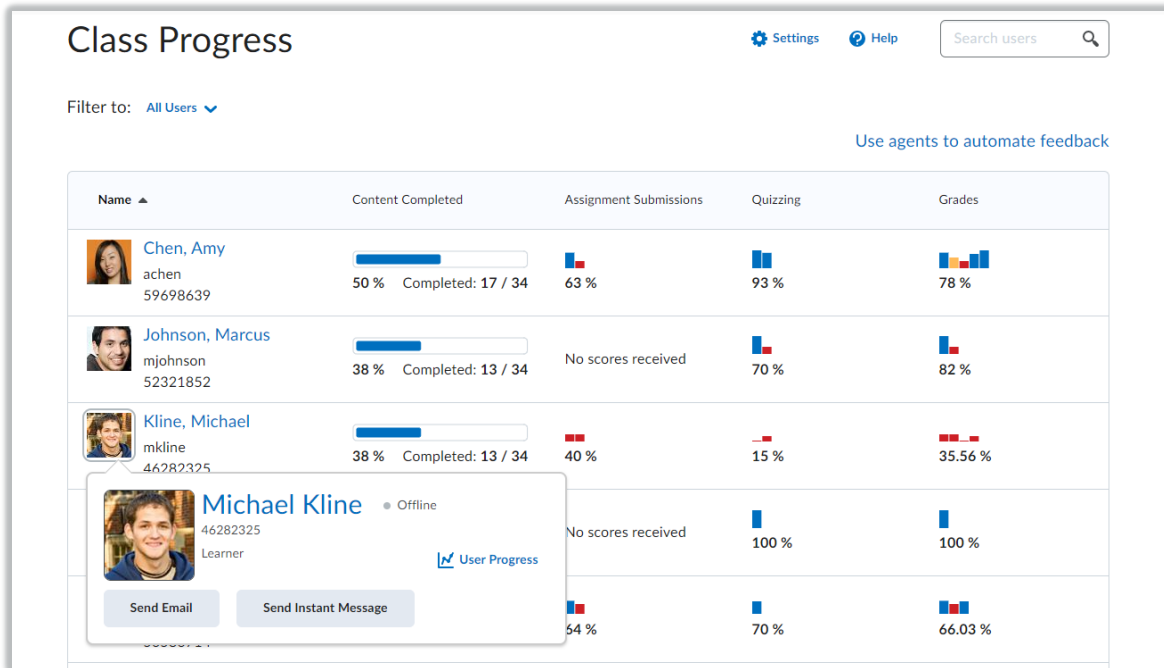 Class Progress
Settings
Help
Search users
Filter to: All Users
Use agents to automate feedback
Name Content Completed Assignment Submissions Quizzing Grades
Chen, Amy
achen
59698639
50 % Completed: 17 / 34
63 %
93 %
78 %
Johnson, Marcus
mjohnson
52321852
38 % Completed: 13 / 34
No scores received
70 %
82 %
Kline, Michael
mkline
46282325
38 % Completed: 13 / 34
40 %
15 %
35.56 %
Michael Kline
Offline
46282325
Learner
User Progress
Send Email
Send Instant Message
No scores received
100 %
100 %
64 %
70 %
66.03 %